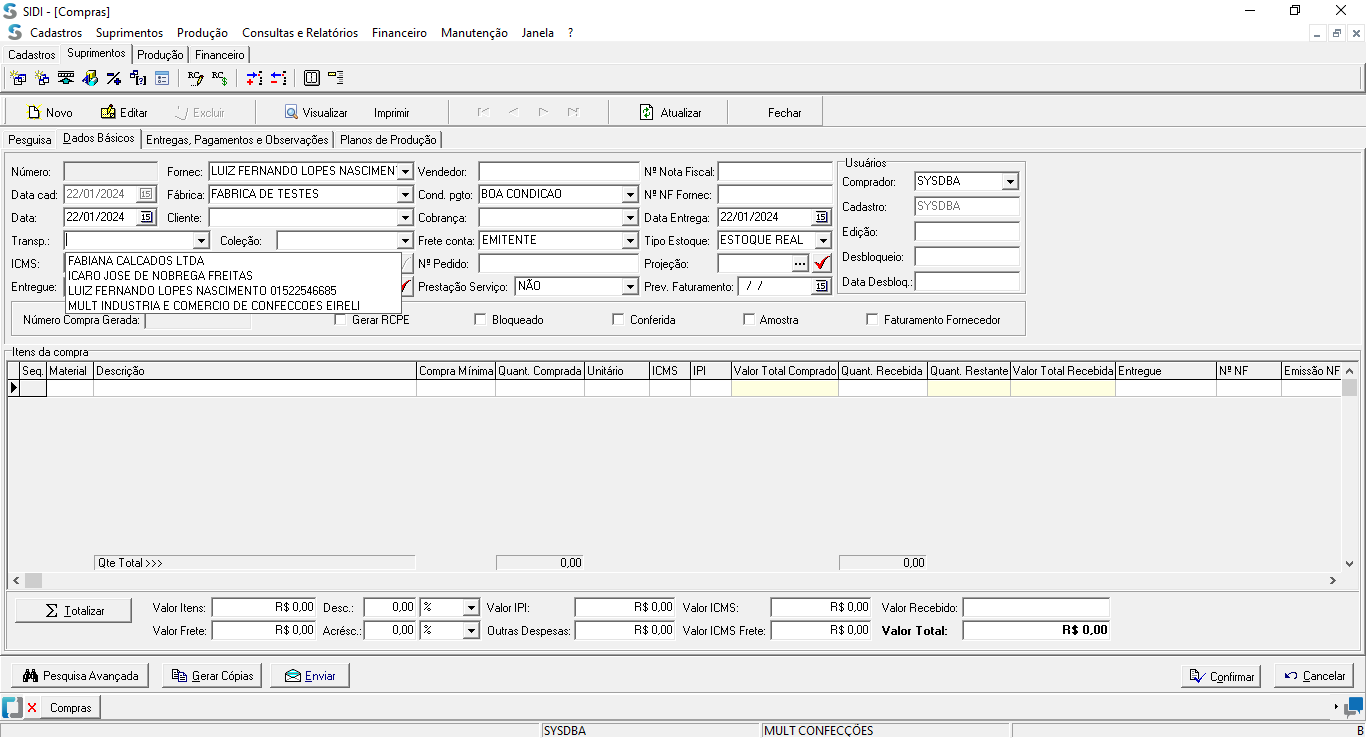 SIDI - [Compras]
Cadastros Suprimentos Produção Consultas e Relatórios Financeiro Manutenção Janela ?
Cadastros Suprimentos Produção Financeiro
Novo Editar Excluir Visualizar Imprimir Atualizar Fechar
Pesquisa Dados Básicos Entregas, Pagamentos e Observações Planos de Produção
Número: Fornec: LUIZ FERNANDO LOPES NASCIMEN Vendedor: Nº Nota Fiscal: Usuários
Data cad: 22/01/2024 15 Fábrica: FABRICA DE TESTES Cond. pgto: BOA CONDICAO Nº NF Fornec: Comprador: SYSDBA
Data: 22/01/2024 15 Cliente: Cobrança: Data Entrega: 22/01/2024 15 Cadastro: SYSDBA
Transp.: Coleção: Frete conta: EMITENTE Tipo Estoque: ESTOQUE REAL Edição:
ICMS: Nº Pedido: Projeção: ... Desbloqueio:
Entregue: Prestação Serviço: NÃO Prev. Faturamento: / / 15 Data Desbloq.:
FABIANA CALCADOS LTDA
ICARO JOSE DE NOBREGA FREITAS
LUIZ FERNANDO LOPES NASCIMENTO 01522546685
MULT INDUSTRIA E COMERCIO DE CONFECCOES EIRELI
Número Compra Gerada: Gerar RCPE Bloqueado Conferida Amostra Faturamento Fornecedor
Itens da compra
Seq. Material Descrição Compra Mínima Quant. Comprada Unitário ICMS IPI Valor Total Comprado Quant. Recebida Quant. Restante Valor Total Recebida Entregue Nº NF Emissão NF
Qte Total >>> 0,00 0,00
Totalizar Valor Itens: R$ 0,00 Desc.: 0,00 % Valor IPI: R$ 0,00 Valor ICMS: R$ 0,00 Valor Recebido:
Valor Frete: R$ 0,00 Acrésc.: 0,00 % Outras Despesas: R$ 0,00 Valor ICMS Frete: R$ 0,00 Valor Total: R$ 0,00
Pesquisa Avançada Gerar Cópias Enviar Confirmar Cancelar
Compras
SYSDBA MULT CONFECÇÕES B